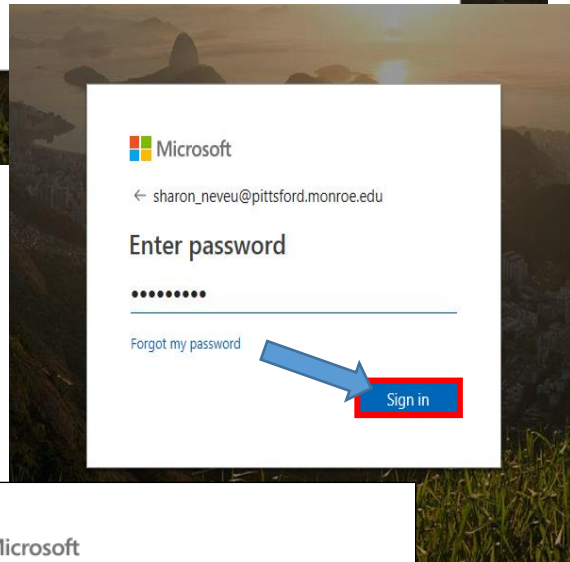 Microsoft
← sharon_neveu@pittsford.monroe.edu
Enter password
•••••••••
Forgot my password
Sign in
Microsoft